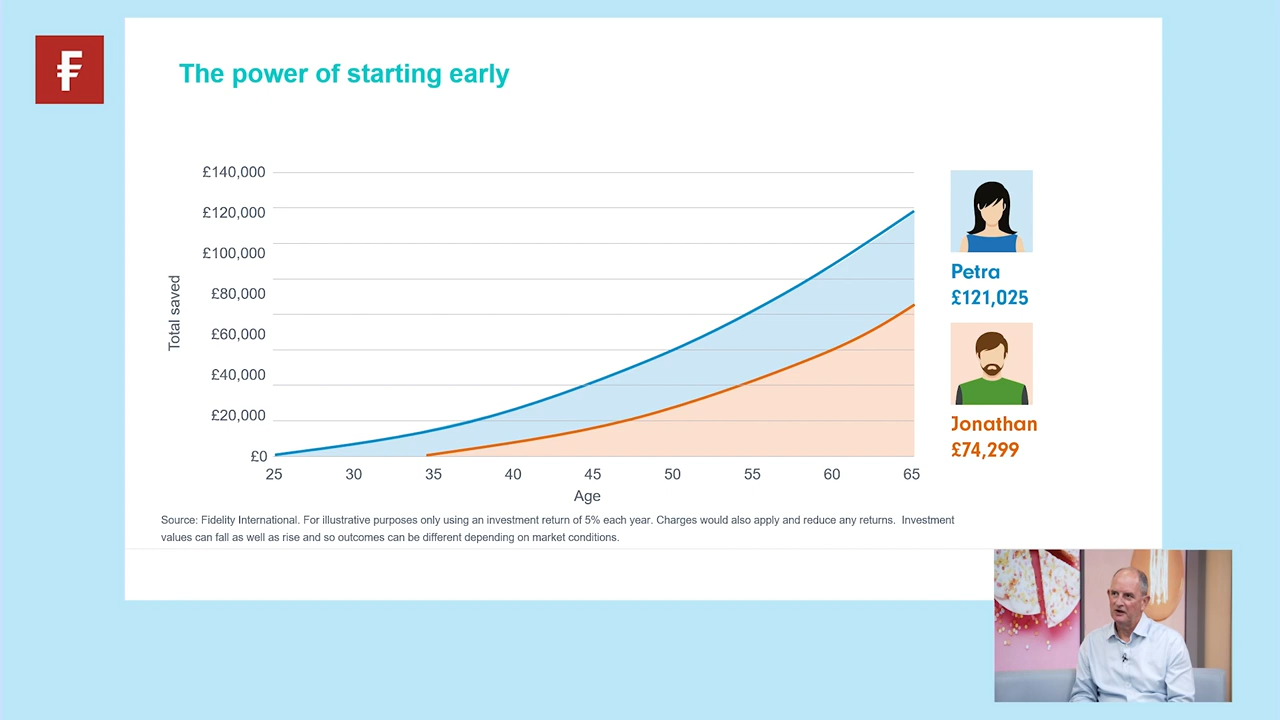 The power of starting early
£140,000
£120,000
£100,000
£80,000
£60,000
£40,000
£20,000
£0
Total saved
25 30 35 40 45 50 55 60 65
Age
Petra
£121,025
Jonathan
£74,299
Source: Fidelity International. For illustrative purposes only using an investment return of 5% each year. Charges would also apply and reduce any returns. Investment
values can fall as well as rise and so outcomes can be different depending on market conditions.